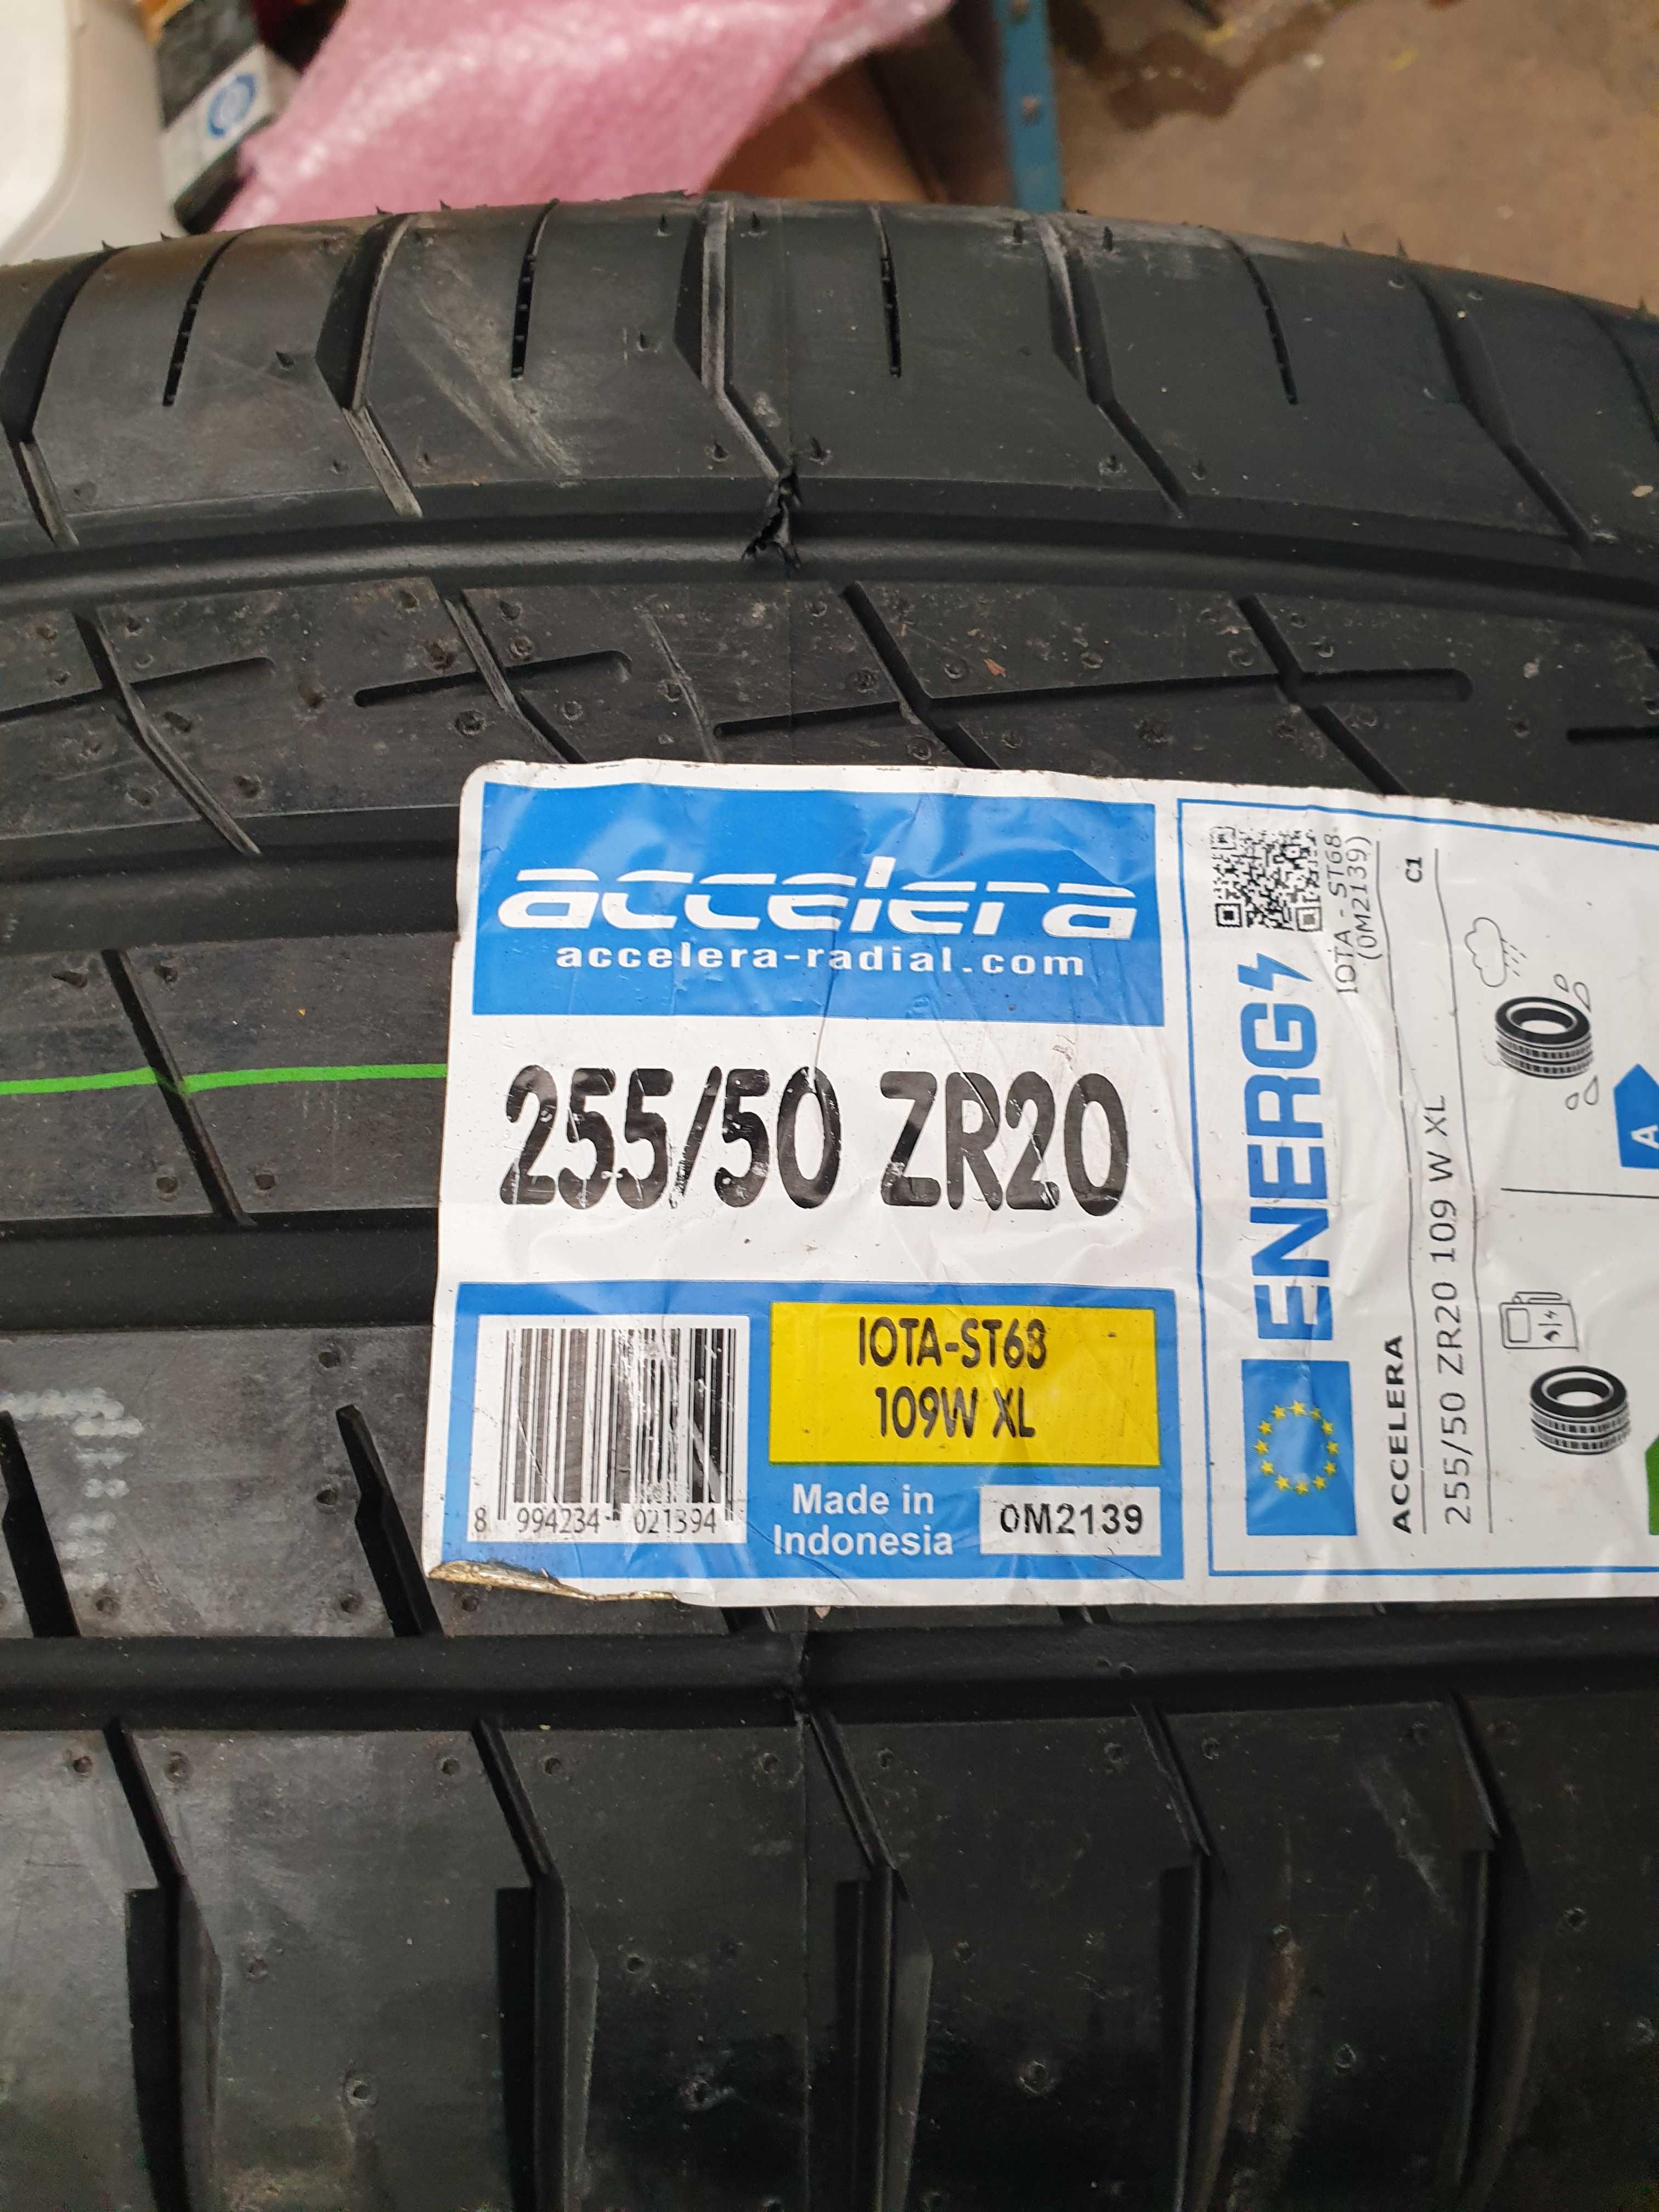 accelera
accelera-radial.com
255/50 ZR20
IOTA-ST68
109W XL
8 994234 021394
Made in
Indonesia
0M2139
ENERG
IOTA - ST68
(0M2139)
ACCELERA
255/50 ZR20 109 W XL
C1
A